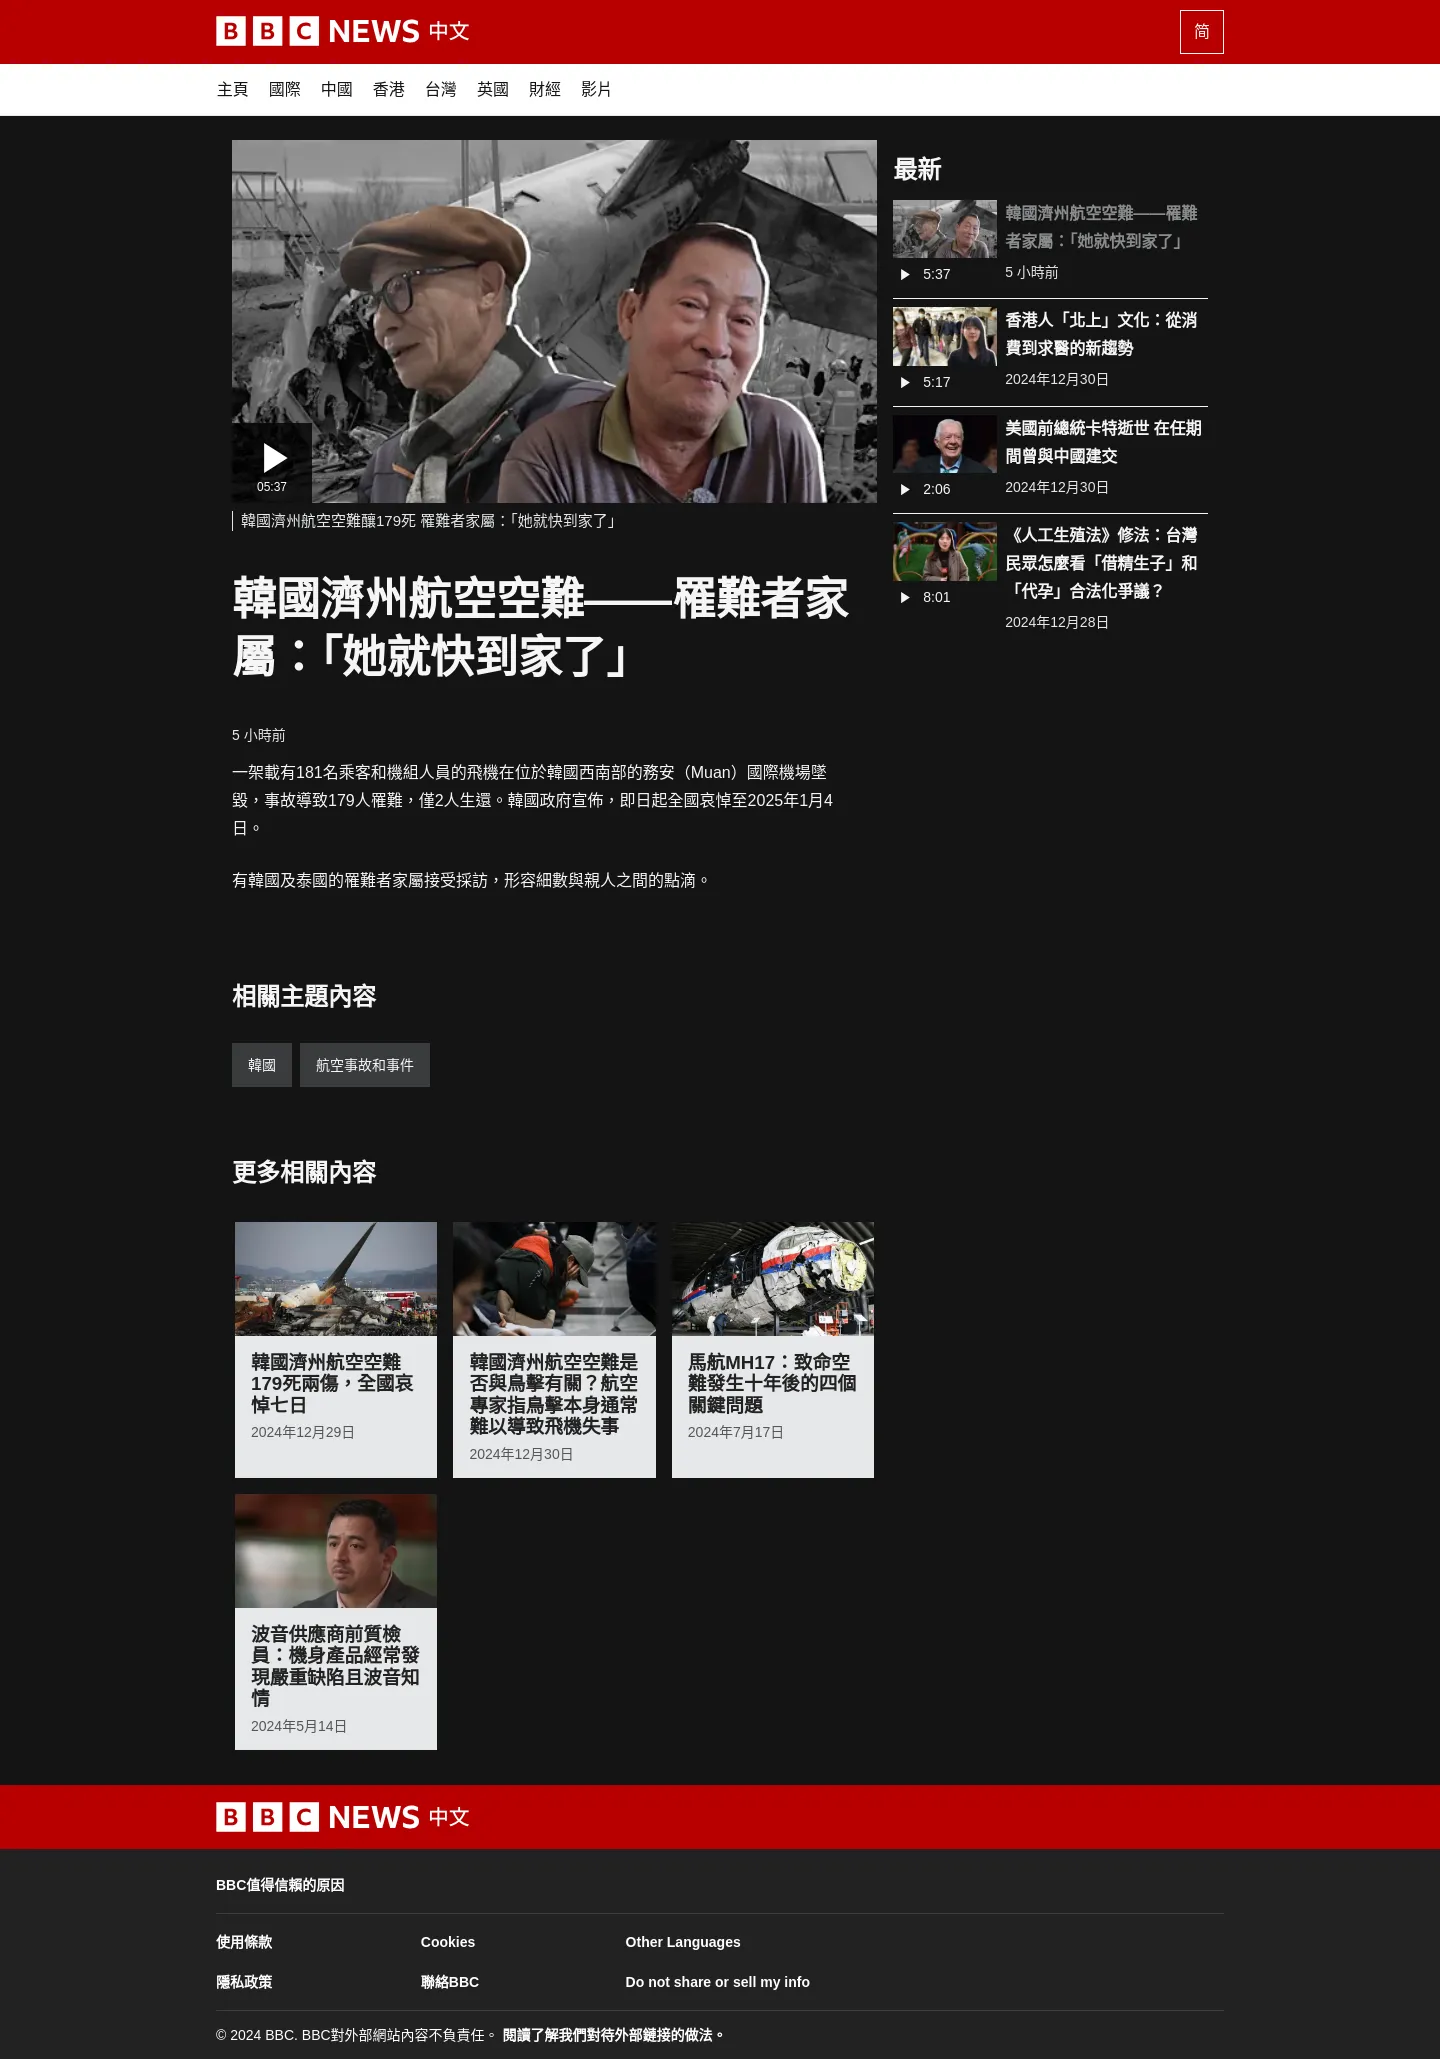 BBC NEWS 中文
简
主頁 國際 中國 香港 台灣 英國 財經 影片
05:37
韓國濟州航空空難釀179死 罹難者家屬：「她就快到家了」
韓國濟州航空空難——罹難者家
屬：「她就快到家了」
5 小時前
一架載有181名乘客和機組人員的飛機在位於韓國西南部的務安（Muan）國際機場墜
毀，事故導致179人罹難，僅2人生還。韓國政府宣佈，即日起全國哀悼至2025年1月4
日。
有韓國及泰國的罹難者家屬接受採訪，形容細數與親人之間的點滴。
最新
韓國濟州航空空難——罹難
者家屬：「她就快到家了」
5:37
5 小時前
香港人「北上」文化：從消
費到求醫的新趨勢
5:17
2024年12月30日
美國前總統卡特逝世 在任期
間曾與中國建交
2:06
2024年12月30日
《人工生殖法》修法：台灣
民眾怎麼看「借精生子」和
「代孕」合法化爭議？
8:01
2024年12月28日
相關主題內容
韓國 航空事故和事件
更多相關內容
韓國濟州航空空難
179死兩傷，全國哀
悼七日
2024年12月29日
韓國濟州航空空難是
否與鳥擊有關？航空
專家指鳥擊本身通常
難以導致飛機失事
2024年12月30日
馬航MH17：致命空
難發生十年後的四個
關鍵問題
2024年7月17日
波音供應商前質檢
員：機身產品經常發
現嚴重缺陷且波音知
情
2024年5月14日
BBC NEWS 中文
BBC值得信賴的原因
使用條款 Cookies Other Languages
隱私政策 聯絡BBC Do not share or sell my info
© 2024 BBC. BBC對外部網站內容不負責任。 閱讀了解我們對待外部鏈接的做法。